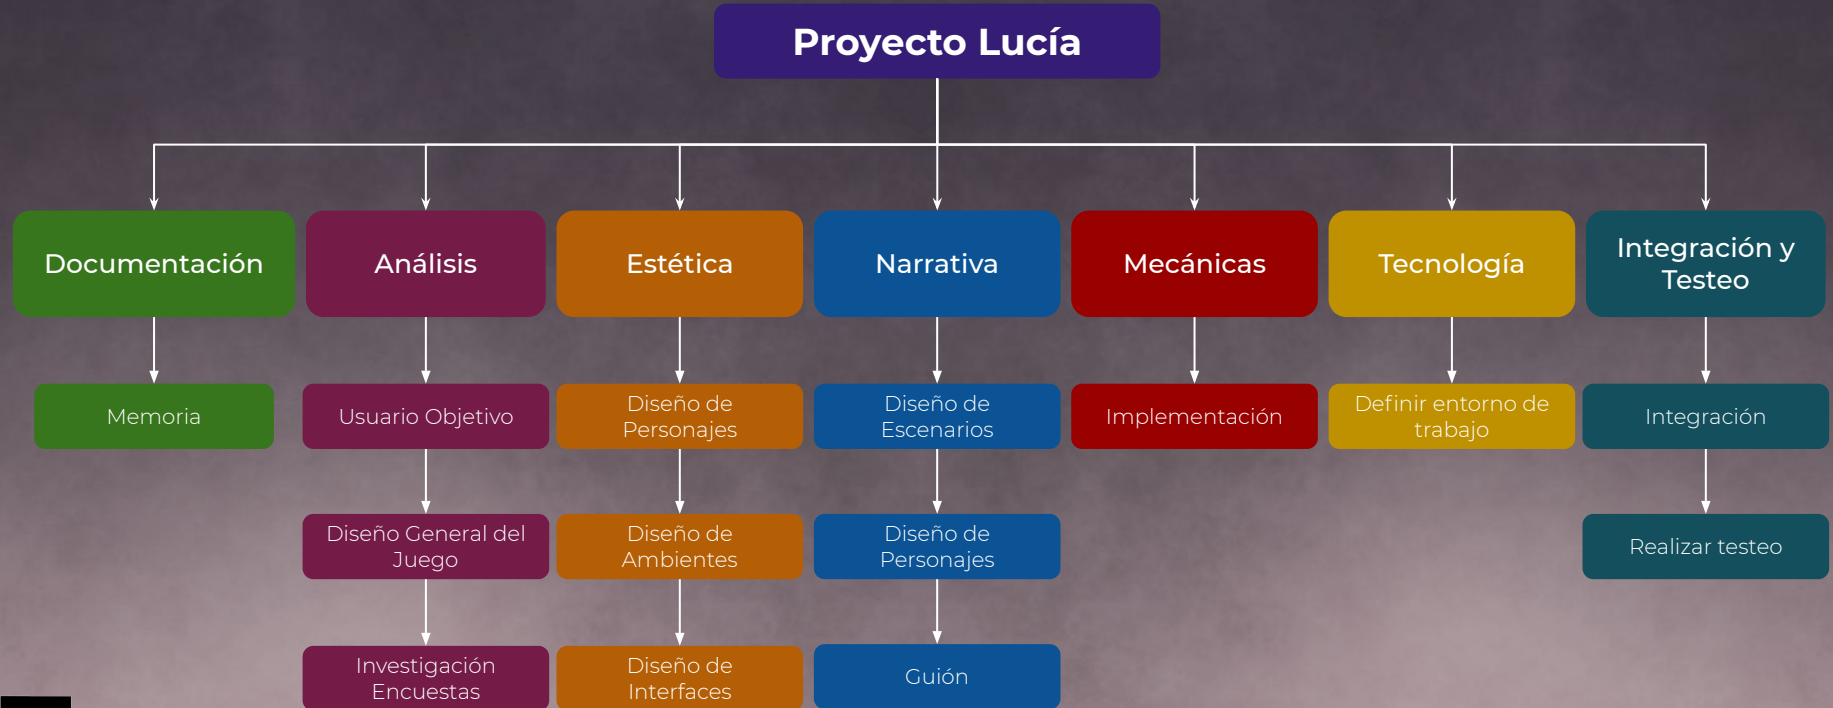 Proyecto Lucía
Documentación
Análisis
Estética
Narrativa
Mecánicas
Tecnología
Integración y
Testeo
Memoria
Usuario Objetivo
Diseño de
Personajes
Diseño de
Escenarios
Implementación
Definir entorno de
trabajo
Integración
Diseño General del
Juego
Diseño de
Ambientes
Diseño de
Personajes
Realizar testeo
Investigación
Encuestas
Diseño de
Interfaces
Guión